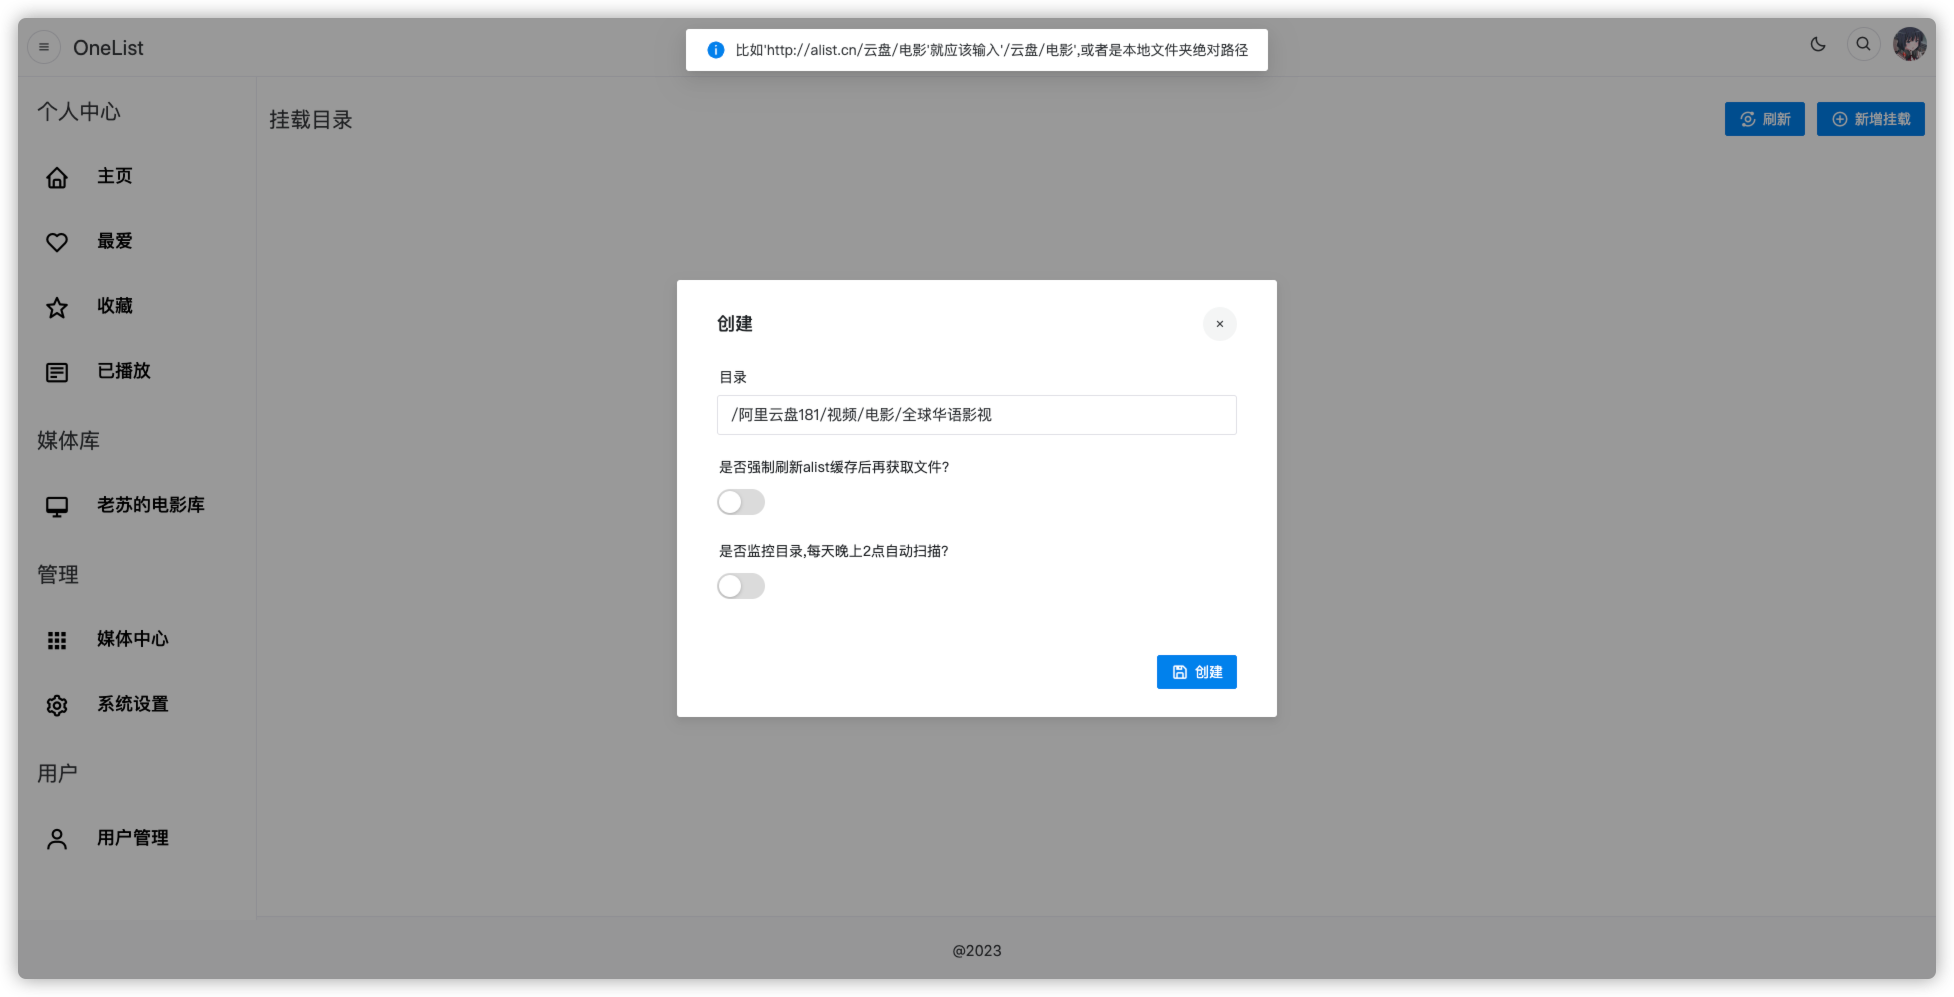 OneList
比如'http://alist.cn/云盘/电影'就应该输入'/云盘/电影',或者是本地文件夹绝对路径
个人中心
主页
最爱
收藏
已播放
媒体库
老苏的电影库
管理
媒体中心
系统设置
用户
用户管理
挂载目录
刷新
新增挂载
创建
目录
/阿里云盘181/视频/电影/全球华语影视
是否强制刷新alist缓存后再获取文件?
是否监控目录,每天晚上2点自动扫描?
创建
@2023